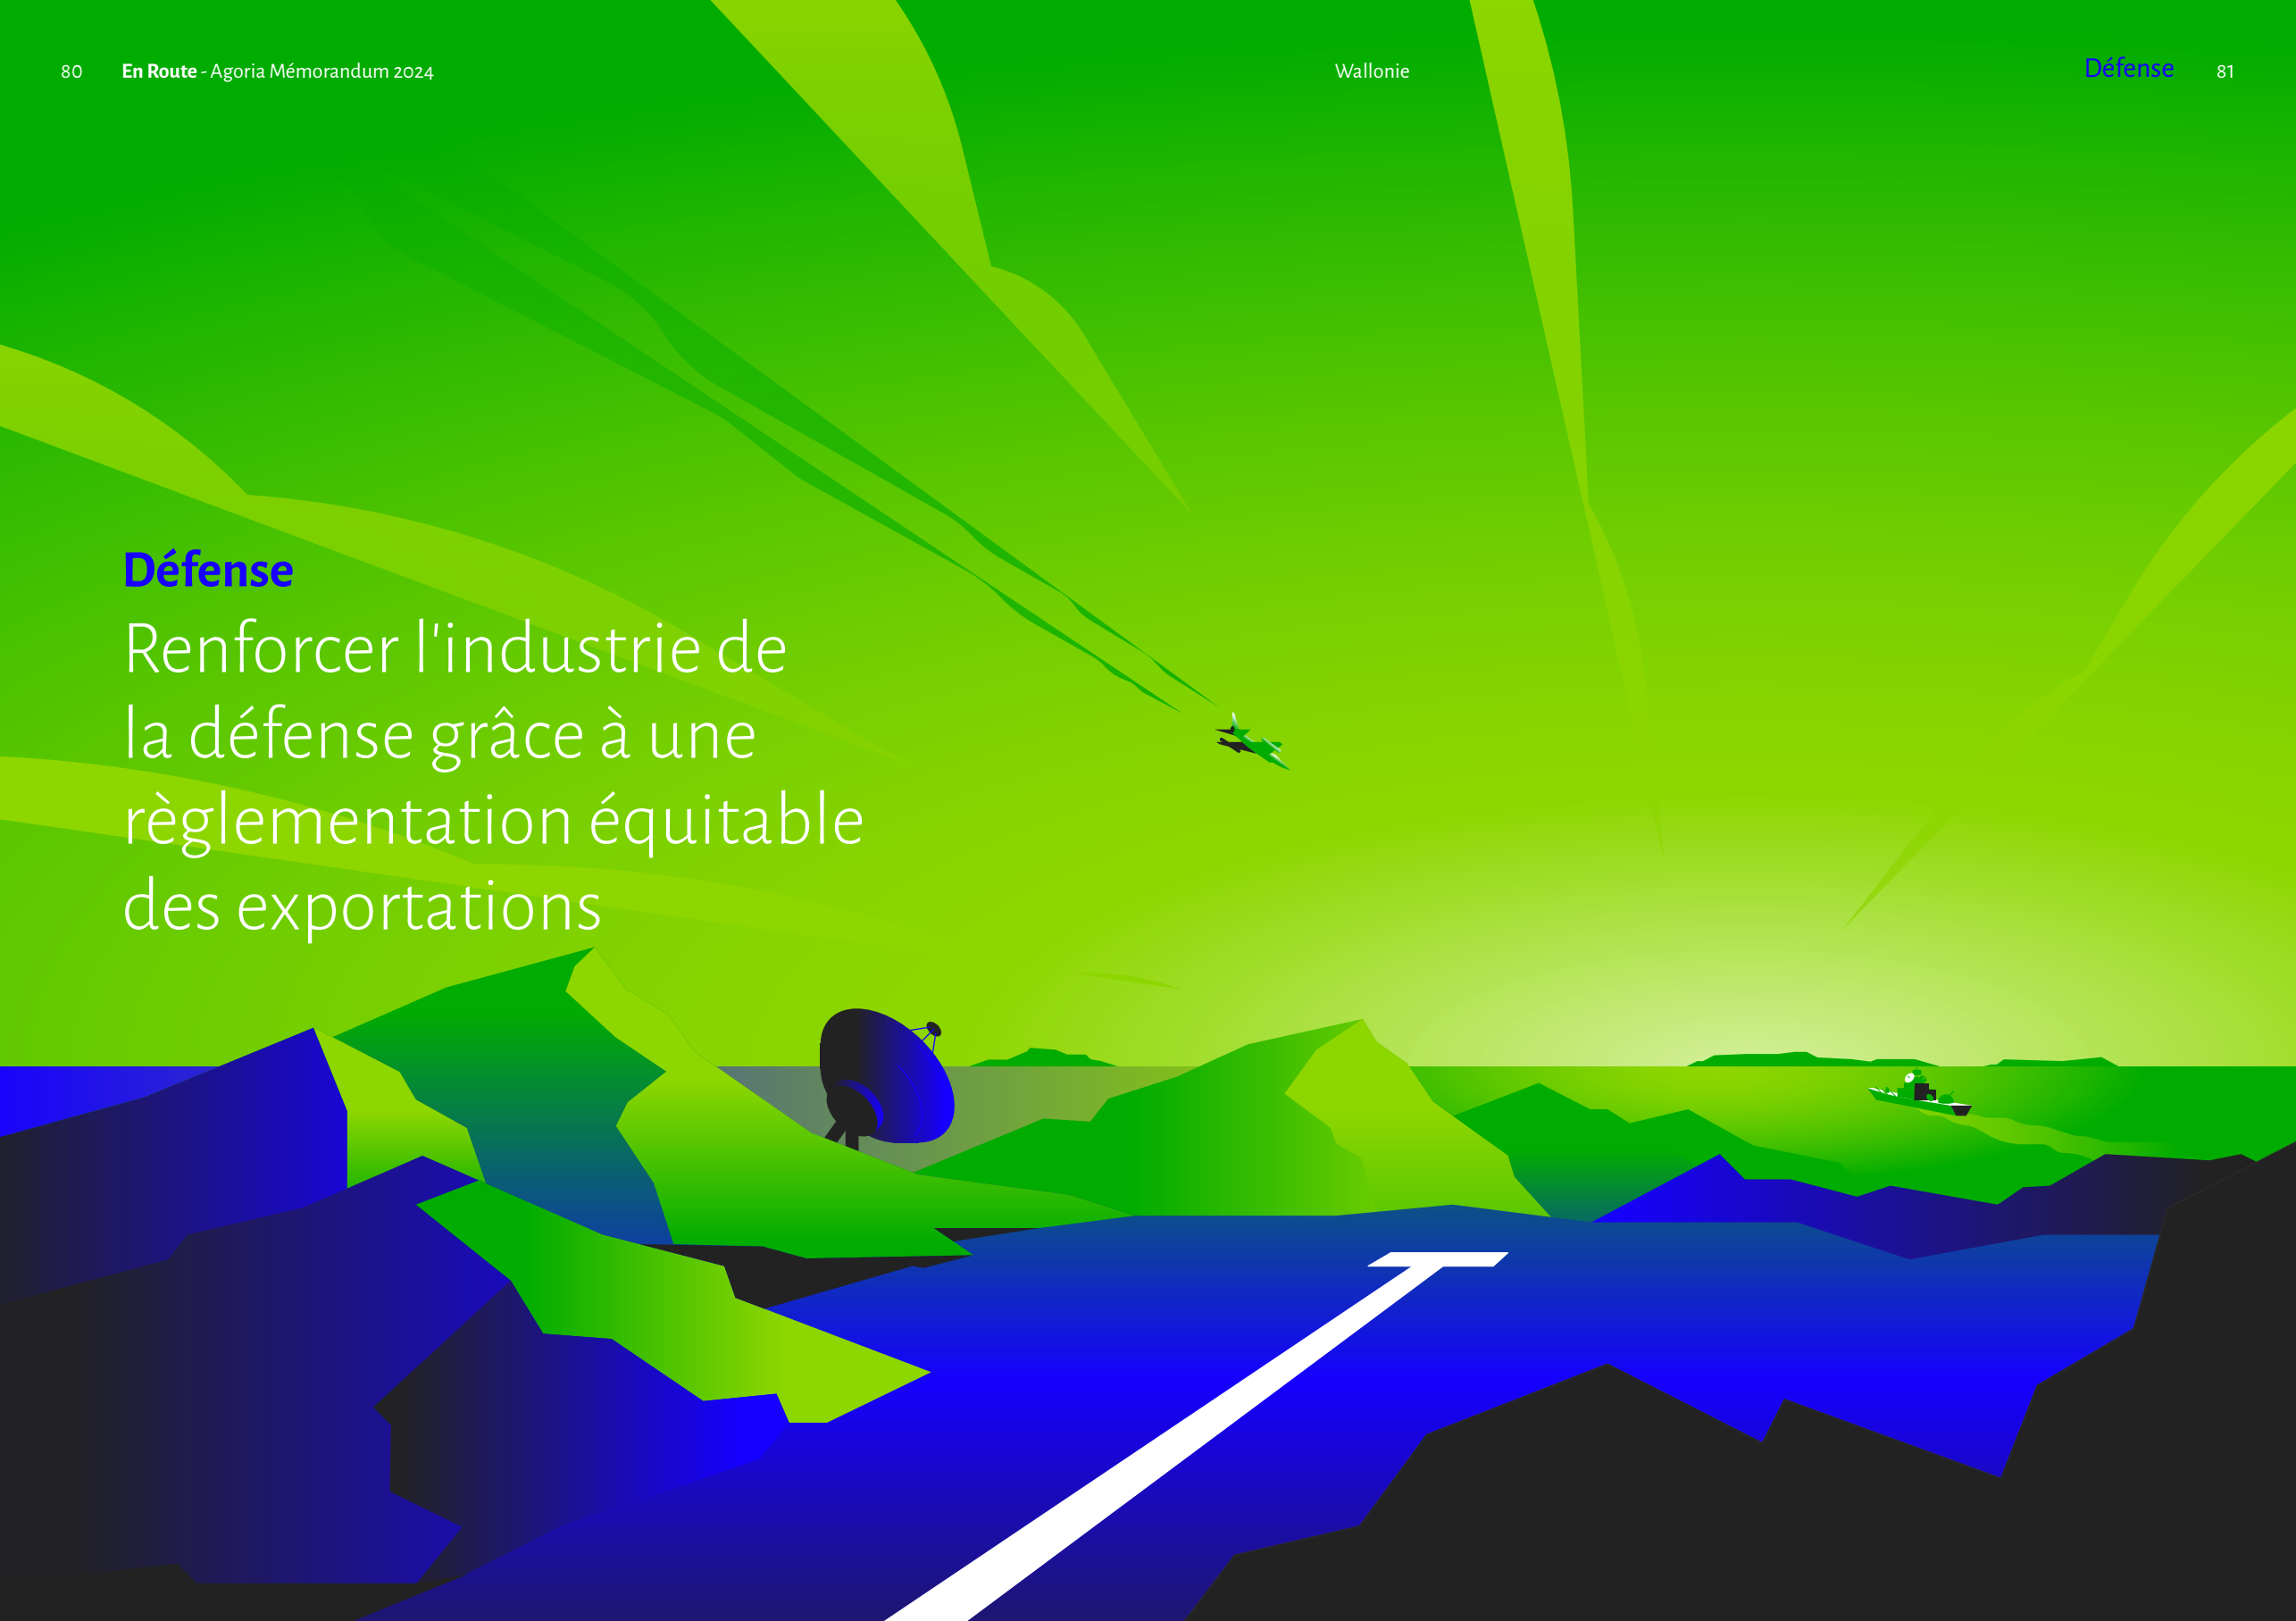 80 En Route - Agoria Mémorandum 2024
Wallonie
Défense 81
Défense
Renforcer l'industrie de
la défense grâce à une
règlementation équitable
des exportations